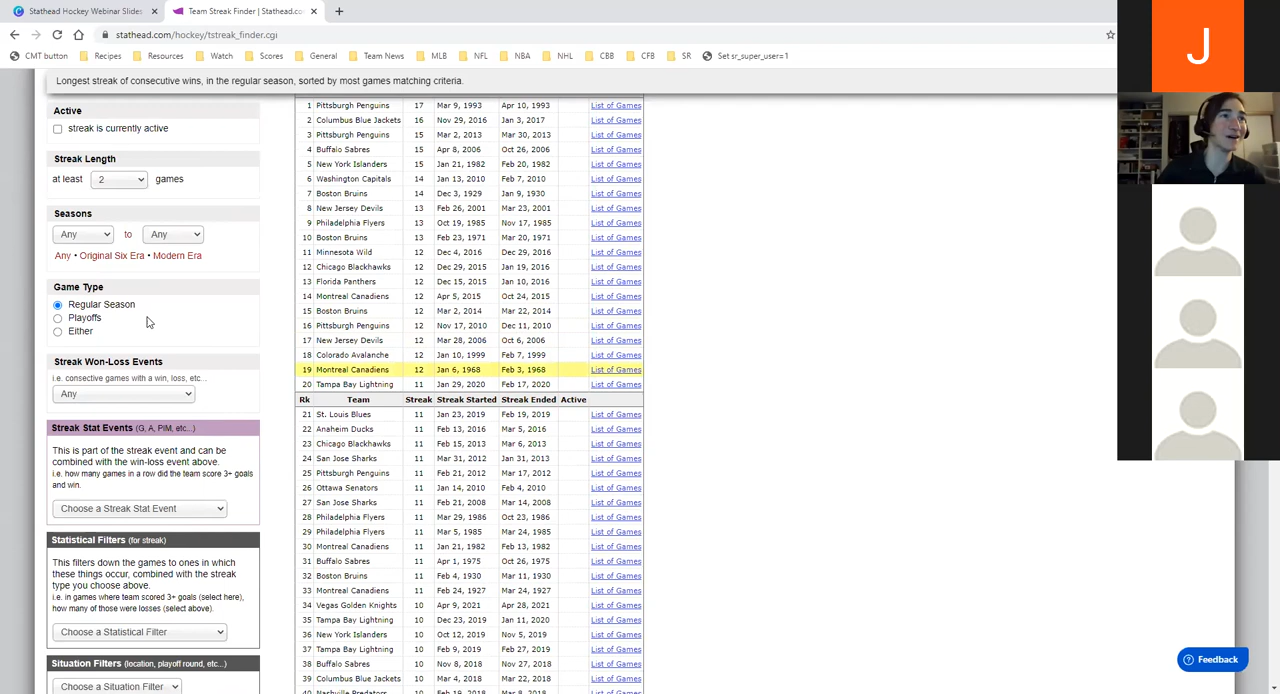 Stathead Hockey Webinar Slides
Team Streak Finder | Stathead.co
stathead.com/hockey/tstreak_finder.cgi
CMT button Recipes Resources Watch Scores General Team News MLB NFL NBA NHL CBB CFB SR Set sr_super_user=1
Longest streak of consecutive wins, in the regular season, sorted by most games matching criteria.
Active
streak is currently active
Streak Length
at least 2 games
Seasons
Any to Any
Any • Original Six Era • Modern Era
Game Type
Regular Season
Playoffs
Either
Streak Won-Loss Events
i.e. consective games with a win, loss, etc...
Any
Streak Stat Events (G, A, PIM, etc...)
This is part of the streak event and can be
combined with the win-loss event above.
i.e. how many games in a row did the team score 3+ goals
and win.
Choose a Streak Stat Event
Statistical Filters (for streak)
This filters down the games to ones in which
these things occur, combined with the streak
type you choose above.
i.e. in games where team scored 3+ goals (select here),
how many of those were losses (select above).
Choose a Statistical Filter
Situation Filters (location, playoff round, etc...)
Choose a Situation Filter
1 Pittsburgh Penguins 17 Mar 9, 1993 Apr 10, 1993 List of Games
2 Columbus Blue Jackets 16 Nov 29, 2016 Jan 3, 2017 List of Games
3 Pittsburgh Penguins 15 Mar 2, 2013 Mar 30, 2013 List of Games
4 Buffalo Sabres 15 Apr 8, 2006 Oct 26, 2006 List of Games
5 New York Islanders 15 Jan 21, 1982 Feb 20, 1982 List of Games
6 Washington Capitals 14 Jan 13, 2010 Feb 7, 2010 List of Games
7 Boston Bruins 14 Dec 3, 1929 Jan 9, 1930 List of Games
8 New Jersey Devils 13 Feb 26, 2001 Mar 23, 2001 List of Games
9 Philadelphia Flyers 13 Oct 19, 1985 Nov 17, 1985 List of Games
10 Boston Bruins 13 Feb 23, 1971 Mar 20, 1971 List of Games
11 Minnesota Wild 12 Dec 4, 2016 Dec 29, 2016 List of Games
12 Chicago Blackhawks 12 Dec 29, 2015 Jan 19, 2016 List of Games
13 Florida Panthers 12 Dec 15, 2015 Jan 3, 2016 List of Games
14 Montreal Canadiens 12 Apr 5, 2015 Oct 24, 2015 List of Games
15 Boston Bruins 12 Mar 2, 2014 Mar 22, 2014 List of Games
16 Pittsburgh Penguins 12 Nov 17, 2010 Dec 11, 2010 List of Games
17 New Jersey Devils 12 Mar 28, 2006 Oct 6, 2006 List of Games
18 Colorado Avalanche 12 Jan 10, 1999 Feb 7, 1999 List of Games
19 Montreal Canadiens 12 Jan 6, 1968 Feb 3, 1968 List of Games
20 Tampa Bay Lightning 11 Jan 29, 2020 Feb 17, 2020 List of Games
Rk Team Streak Streak Started Streak Ended Active
21 St. Louis Blues 11 Jan 23, 2019 Feb 19, 2019 List of Games
22 Anaheim Ducks 11 Feb 13, 2016 Mar 5, 2016 List of Games
23 Chicago Blackhawks 11 Feb 15, 2013 Mar 6, 2013 List of Games
24 San Jose Sharks 11 Mar 31, 2012 Jan 31, 2013 List of Games
25 Pittsburgh Penguins 11 Feb 21, 2012 Mar 17, 2012 List of Games
26 Ottawa Senators 11 Jan 14, 2010 Feb 4, 2010 List of Games
27 San Jose Sharks 11 Feb 21, 2008 Mar 14, 2008 List of Games
28 Philadelphia Flyers 11 Mar 29, 1986 Oct 23, 1986 List of Games
29 Philadelphia Flyers 11 Mar 5, 1985 Mar 24, 1985 List of Games
30 Montreal Canadiens 11 Jan 21, 1982 Feb 13, 1982 List of Games
31 Buffalo Sabres 11 Apr 1, 1975 Oct 26, 1975 List of Games
32 Boston Bruins 11 Feb 4, 1930 Mar 11, 1930 List of Games
33 Montreal Canadiens 11 Feb 24, 1927 List of Games
34 Vegas Golden Knights 10 Apr 9, 2021 Apr 28, 2021 List of Games
35 Tampa Bay Lightning 10 Dec 23, 2019 Jan 11, 2020 List of Games
36 New York Islanders 10 Oct 12, 2019 Nov 5, 2019 List of Games
37 Tampa Bay Lightning 10 Feb 9, 2019 Feb 27, 2019 List of Games
38 Buffalo Sabres 10 Nov 8, 2018 Nov 27, 2018 List of Games
39 Columbus Blue Jackets 10 Mar 4, 2018 Mar 22, 2018 List of Games
40 Nashville Predators 10 Feb 19, 2018 Mar 8, 2018 List of Games
Feedback
J